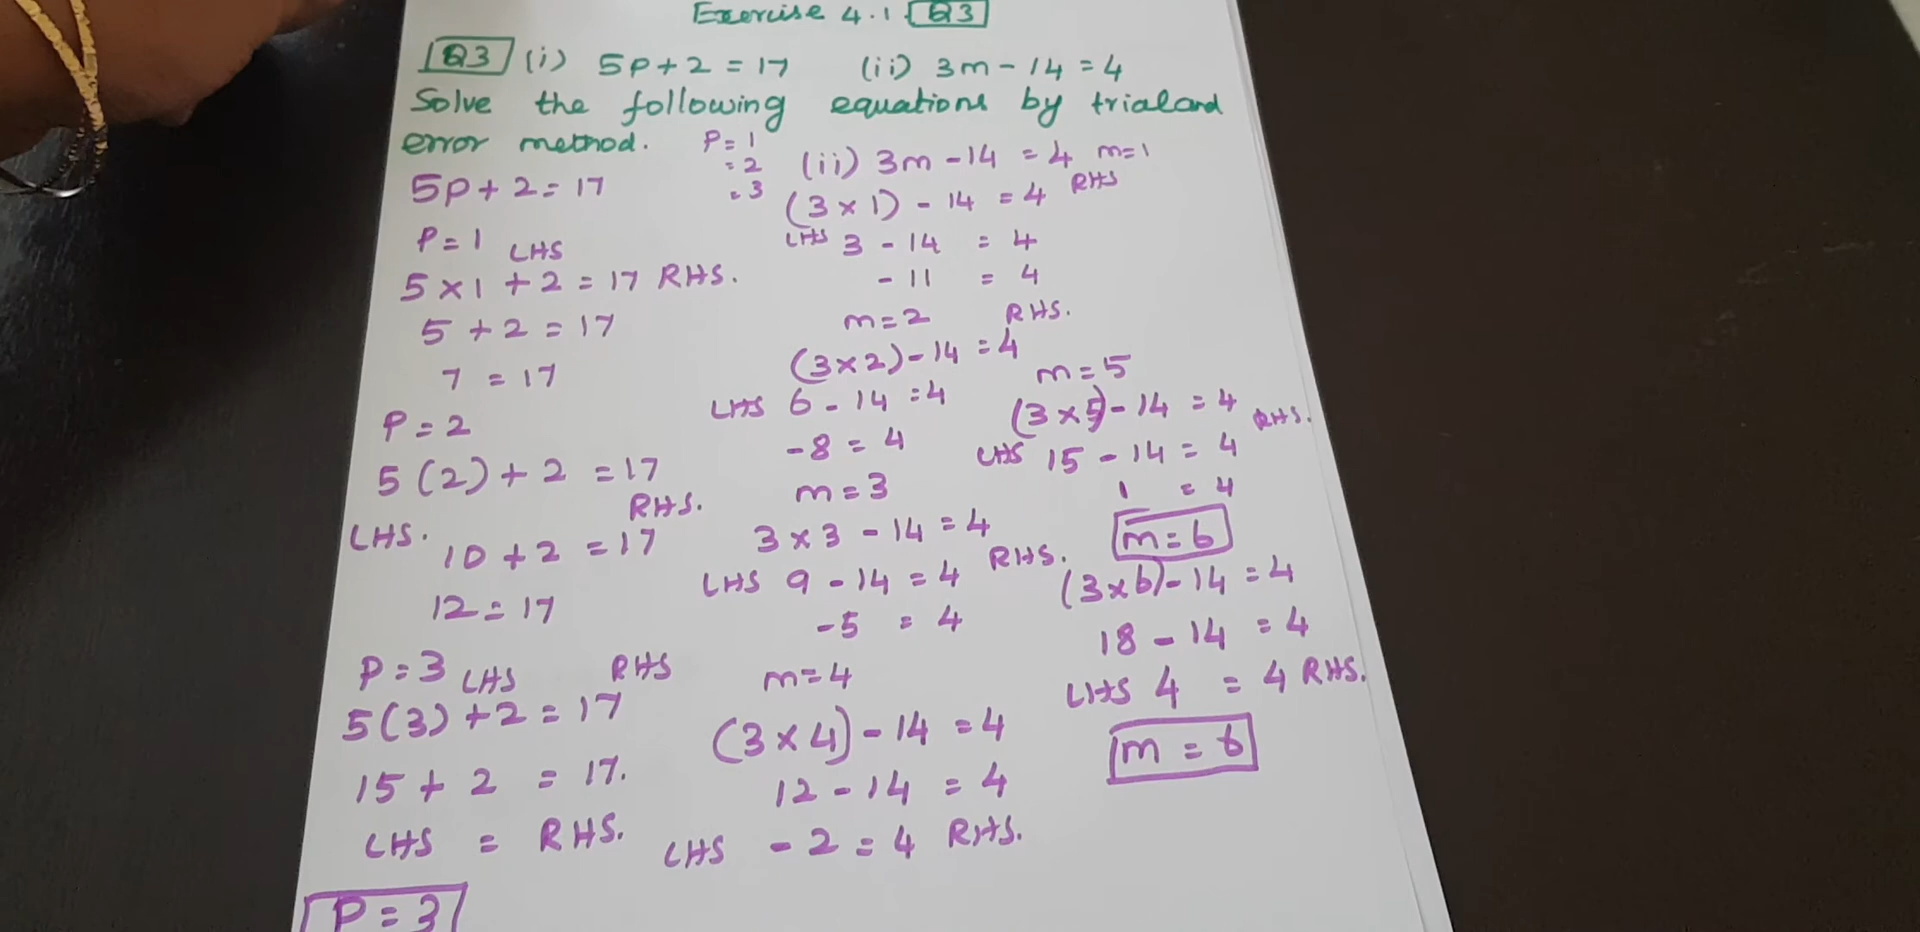 Exercise 4.1 Q3
Q3 (i) 5p+2=17 (ii) 3m-14=4
Solve the following equations by trial and
error method.
P=1
=2
=3
5p+2=17
P=1 LHS
5×1+2=17 RHS.
5+2=17
7=17
P=2
5(2)+2=17
RHS.
LHS.
10+2=17
12=17
P=3 LHS RHS
5(3)+2=17
15+2=17.
LHS = RHS.
P=3
(ii) 3m-14=4 m=1
(3×1)-14=4 RHS
LHS 3-14=4
-11=4
m=2 RHS.
(3×2)-14=4
LHS 6-14=4
-8=4
m=3
3×3-14=4
LHS 9-14=4 RHS.
-5=4
m=4
(3×4)-14=4
12-14=4
LHS -2=4 RHS.
m=5
(3×5)-14=4 RHS.
LHS 15-14=4
1=4
m=6
(3×6)-14=4
18-14=4
LHS 4=4 RHS.
m=6